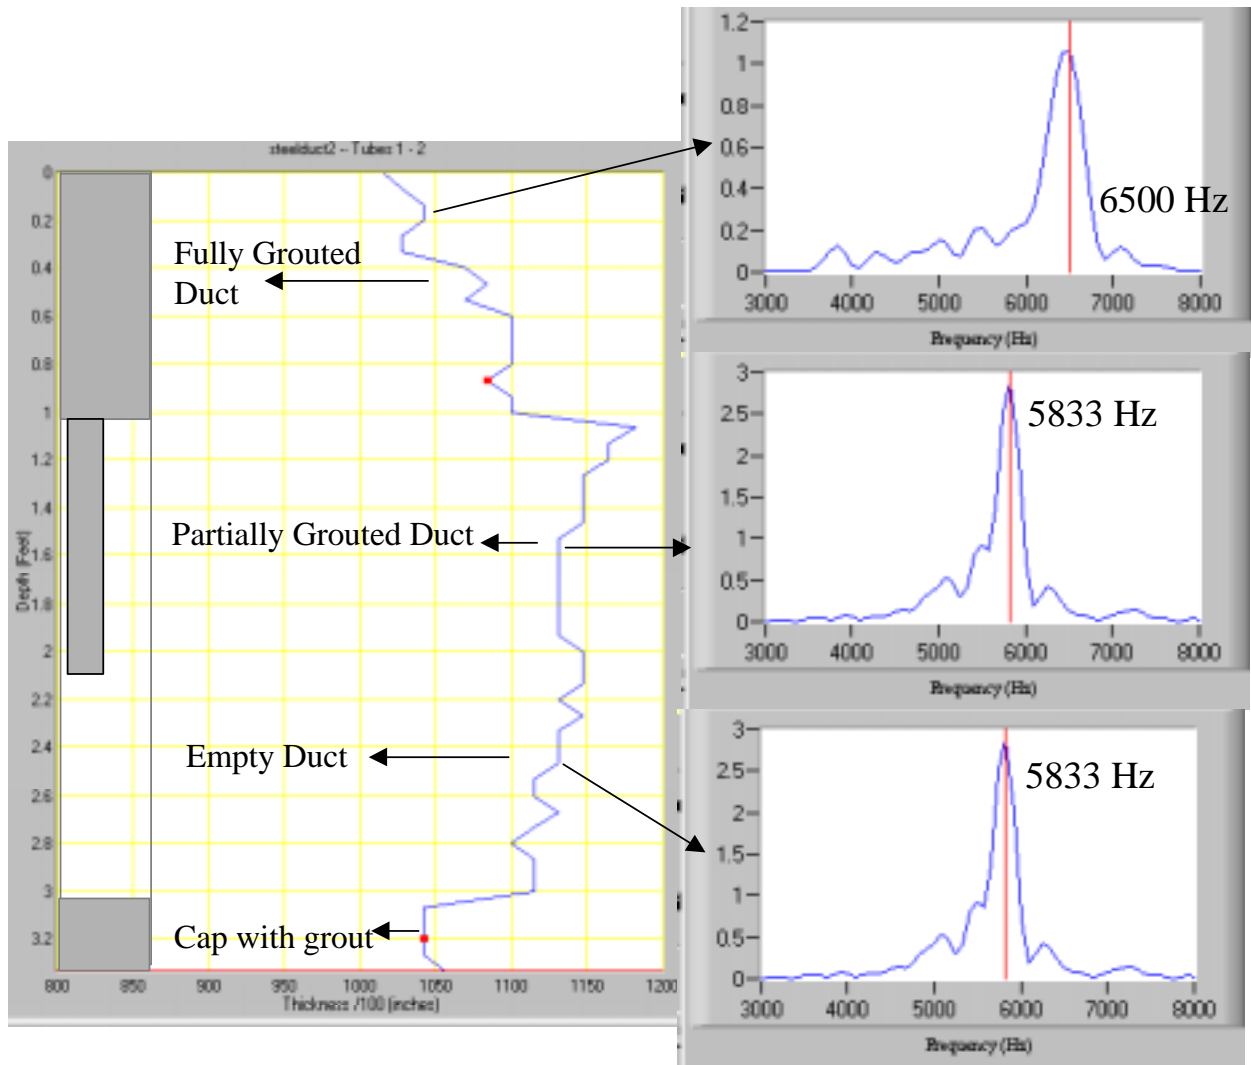 steelduct2 -- Tubes 1 - 2
0
0.2
0.4
0.6
0.8
1
1.2
1.4
1.6
1.8
2
2.2
2.4
2.6
2.8
3
3.2
Depth (Feet)
Fully Grouted
Duct
Partially Grouted Duct
Empty Duct
Cap with grout
800 850 900 950 1000 1050 1100 1150 1200
Thickness /100 (inches)
1.2
1
0.8
0.6
0.4
0.2
0
6500 Hz
3000 4000 5000 6000 7000 8000
Frequency (Hz)
3
2.5
2
1.5
1
0.5
0
5833 Hz
3000 4000 5000 6000 7000 8000
Frequency (Hz)
3
2.5
2
1.5
1
0.5
0
5833 Hz
3000 4000 5000 6000 7000 8000
Frequency (Hz)